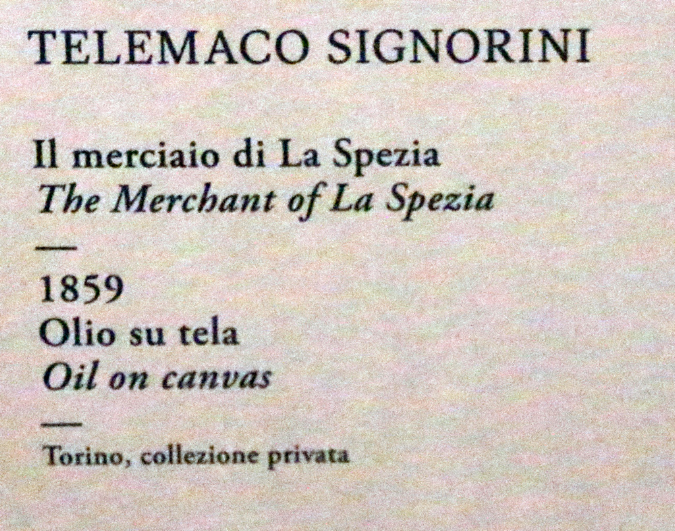 TELEMACO SIGNORINI
Il merciaio di La Spezia
The Merchant of La Spezia
—
1859
Olio su tela
Oil on canvas
—
Torino, collezione privata